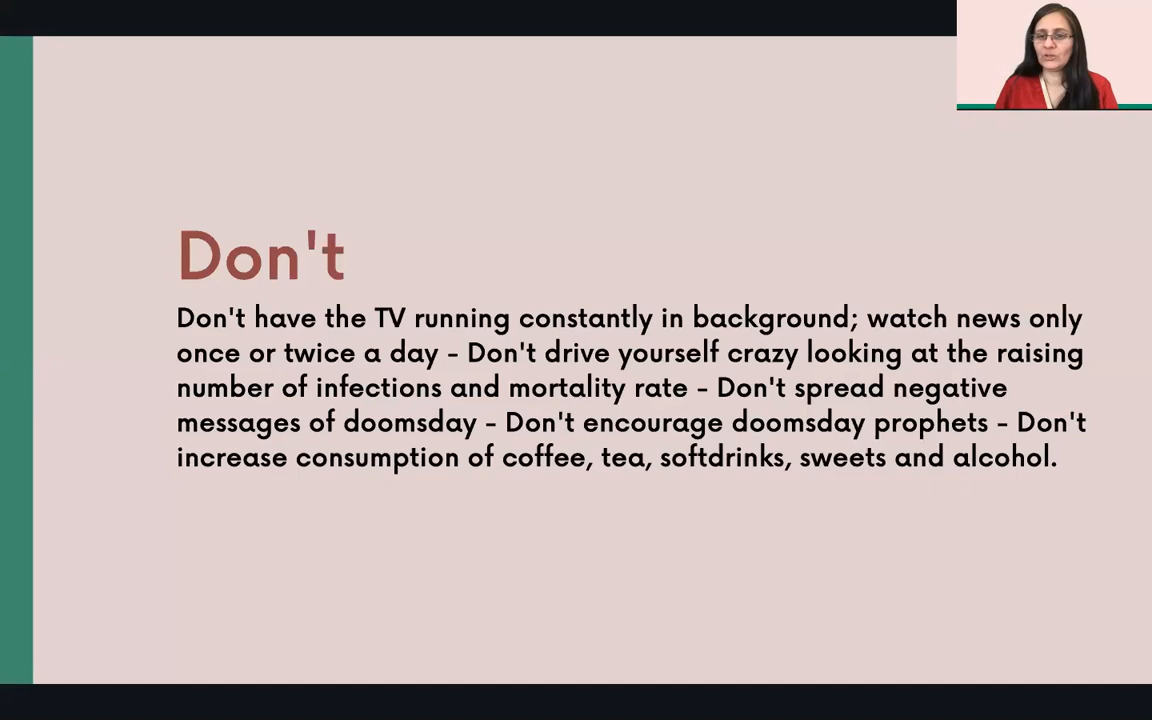 Don't
Don't have the TV running constantly in background; watch news only
once or twice a day - Don't drive yourself crazy looking at the raising
number of infections and mortality rate - Don't spread negative
messages of doomsday - Don't encourage doomsday prophets - Don't
increase consumption of coffee, tea, softdrinks, sweets and alcohol.